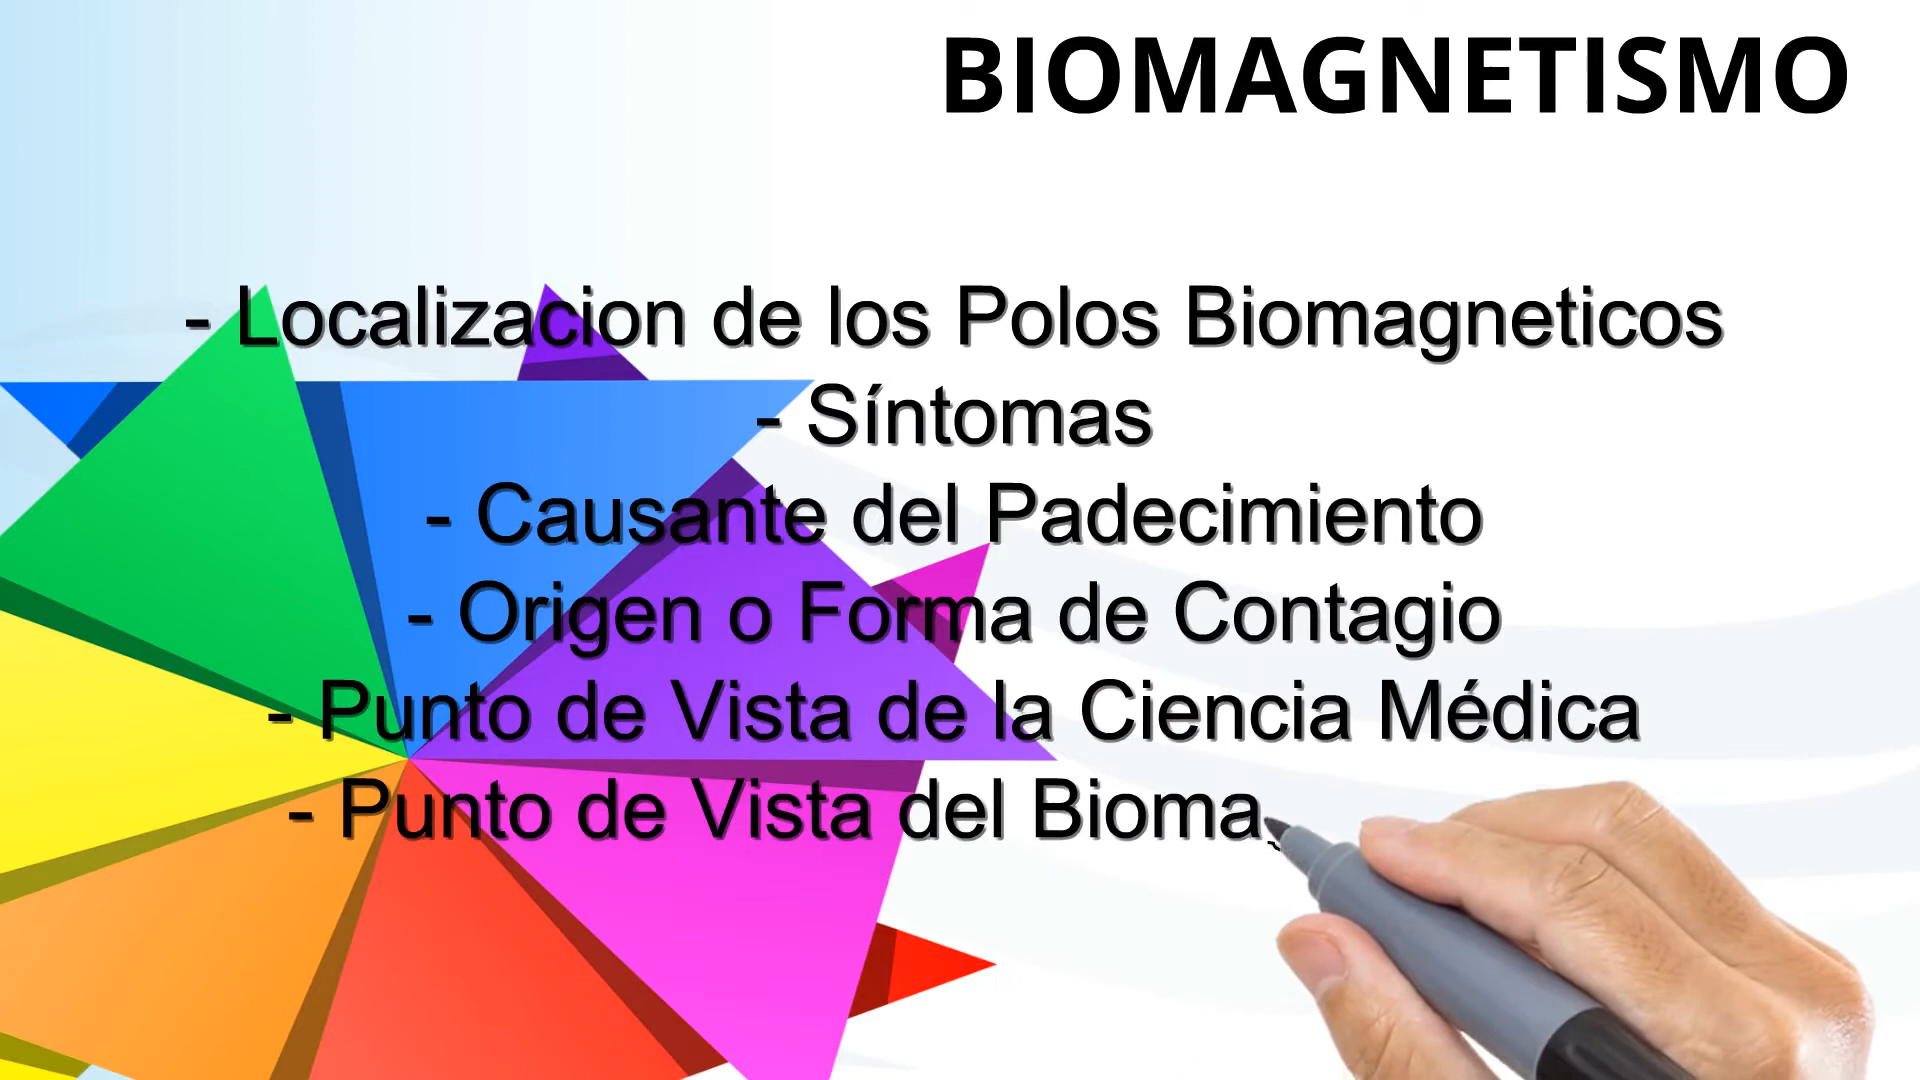 BIOMAGNETISMO
- Localizacion de los Polos Biomagneticos
- Síntomas
- Causante del Padecimiento
- Origen o Forma de Contagio
- Punto de Vista de la Ciencia Médica
- Punto de Vista del Bioma